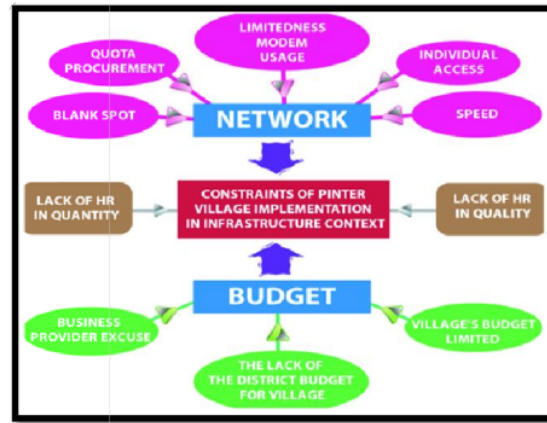 LIMITEDNESS
MODEM
USAGE
QUOTA
PROCUREMENT
INDIVIDUAL
ACCESS
BLANK SPOT
SPEED
NETWORK
LACK OF HR
IN QUANTITY
CONSTRAINTS OF PINTER
VILLAGE IMPLEMENTATION
IN INFRASTRUCTURE CONTEXT
LACK OF HR
IN QUALITY
BUDGET
BUSINESS
PROVIDER EXCUSE
THE LACK OF
THE DISTRICT BUDGET
FOR VILLAGE
VILLAGE'S BUDGET
LIMITED